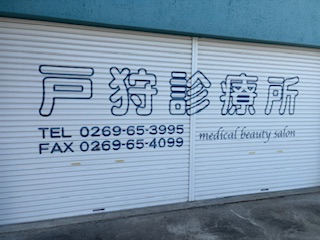 戸狩診療所
TEL 0269-65-3995
FAX 0269-65-4099
medical beauty salon